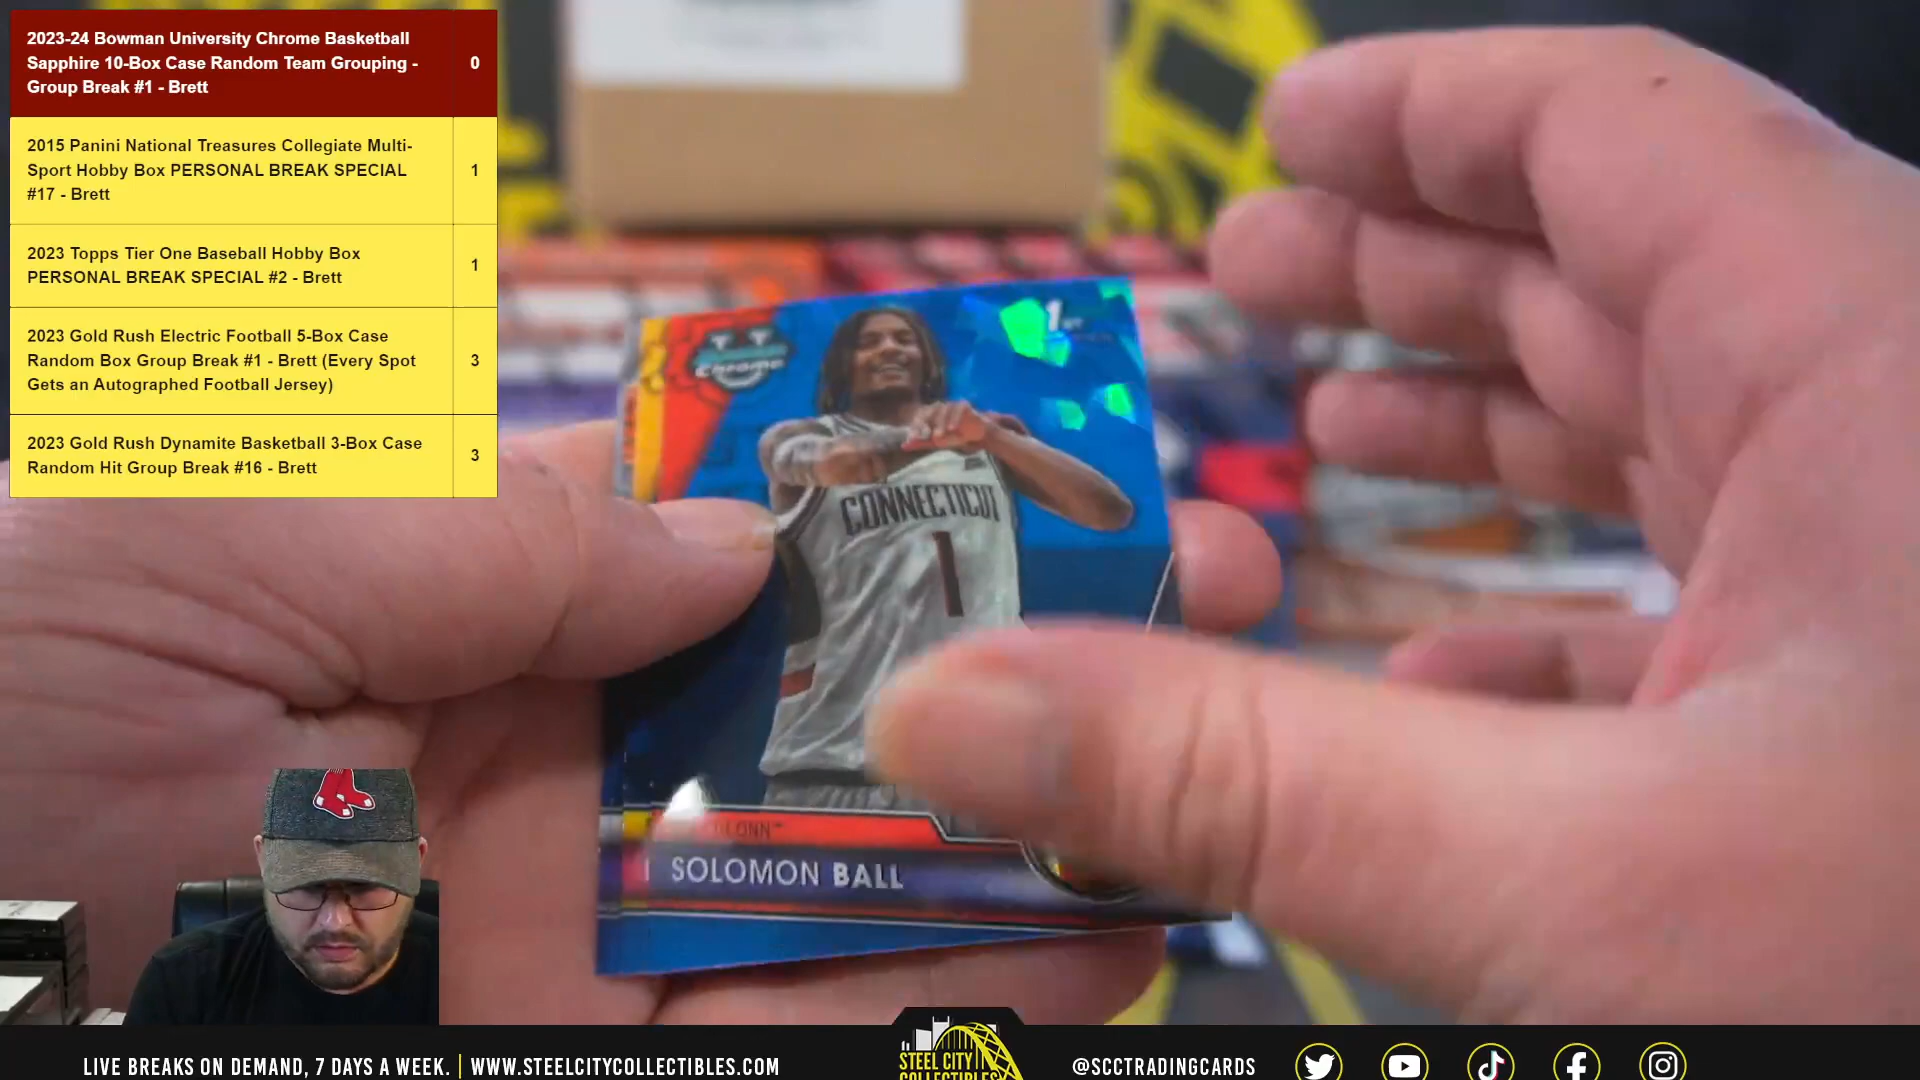 2023-24 Bowman University Chrome Basketball
Sapphire 10-Box Case Random Team Grouping -
Group Break #1 - Brett
0
2015 Panini National Treasures Collegiate Multi-
Sport Hobby Box PERSONAL BREAK SPECIAL
#17 - Brett
1
2023 Topps Tier One Baseball Hobby Box
PERSONAL BREAK SPECIAL #2 - Brett
1
2023 Gold Rush Electric Football 5-Box Case
Random Box Group Break #1 - Brett (Every Spot
Gets an Autographed Football Jersey)
3
2023 Gold Rush Dynamite Basketball 3-Box Case
Random Hit Group Break #16 - Brett
3
1ST
Chrome
CONNECTICUT
1
SOLOMON BALL
LIVE BREAKS ON DEMAND, 7 DAYS A WEEK. | WWW.STEELCITYCOLLECTIBLES.COM
STEEL CITY
COLLECTIBLES
@SCCTRADINGCARDS